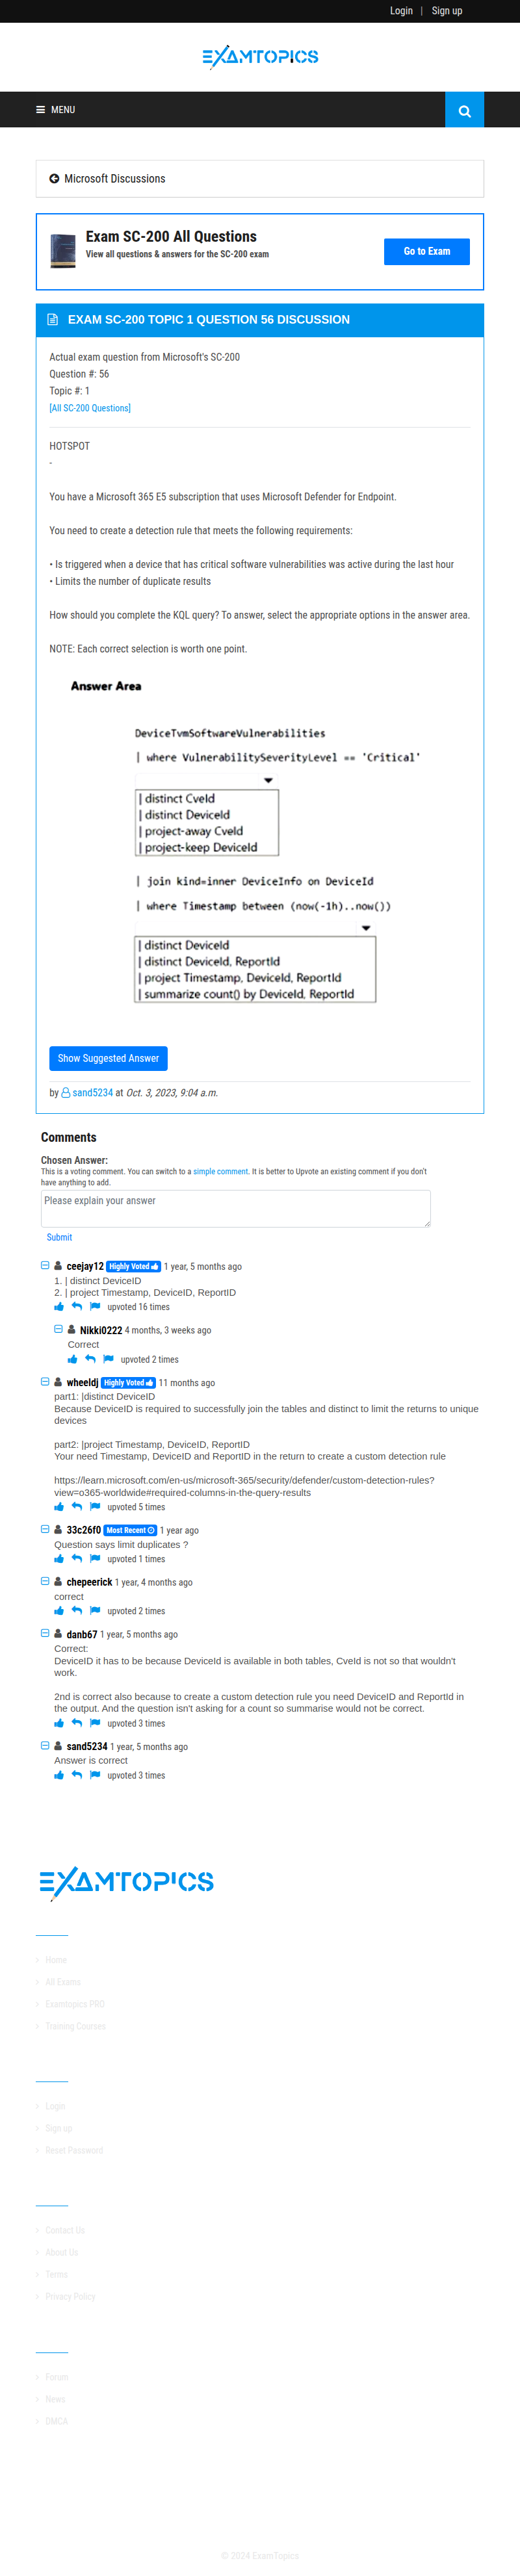 Login | Sign up
EXAMTOPICS
MENU
Microsoft Discussions
Exam SC-200 All Questions
View all questions & answers for the SC-200 exam
Go to Exam
EXAM SC-200 TOPIC 1 QUESTION 56 DISCUSSION
Actual exam question from Microsoft's SC-200
Question #: 56
Topic #: 1
[All SC-200 Questions]
HOTSPOT
-
You have a Microsoft 365 E5 subscription that uses Microsoft Defender for Endpoint.
You need to create a detection rule that meets the following requirements:
• Is triggered when a device that has critical software vulnerabilities was active during the last hour
• Limits the number of duplicate results
How should you complete the KQL query? To answer, select the appropriate options in the answer area.
NOTE: Each correct selection is worth one point.
Answer Area
DeviceTvmSoftwareVulnerabilities
| where VulnerabilitySeverityLevel == 'Critical'
| distinct CveId
| distinct DeviceId
| project-away CveId
| project-keep DeviceId
| join kind=inner DeviceInfo on DeviceId
| where Timestamp between (now(-1h)..now())
| distinct DeviceId
| distinct DeviceId, ReportId
| project Timestamp, DeviceId, ReportId
| summarize count() by DeviceId, ReportId
Show Suggested Answer
by sand5234 at Oct. 3, 2023, 9:04 a.m.
Comments
Chosen Answer:
This is a voting comment. You can switch to a simple comment. It is better to Upvote an existing comment if you don't
have anything to add.
Please explain your answer
Submit
ceejay12 Highly Voted 1 year, 5 months ago
1. | distinct DeviceID
2. | project Timestamp, DeviceID, ReportID
upvoted 16 times
Nikki0222 4 months, 3 weeks ago
Correct
upvoted 2 times
wheeldj Highly Voted 11 months ago
part1: |distinct DeviceID
Because DeviceID is required to successfully join the tables and distinct to limit the returns to unique
devices
part2: |project Timestamp, DeviceID, ReportID
Your need Timestamp, DeviceID and ReportID in the return to create a custom detection rule
https://learn.microsoft.com/en-us/microsoft-365/security/defender/custom-detection-rules?
view=o365-worldwide#required-columns-in-the-query-results
upvoted 5 times
33c26f0 Most Recent 1 year ago
Question says limit duplicates ?
upvoted 1 times
chepeerick 1 year, 4 months ago
correct
upvoted 2 times
danb67 1 year, 5 months ago
Correct:
DeviceID it has to be because DeviceId is available in both tables, CveId is not so that wouldn't
work.
2nd is correct also because to create a custom detection rule you need DeviceID and ReportId in
the output. And the question isn't asking for a count so summarise would not be correct.
upvoted 3 times
sand5234 1 year, 5 months ago
Answer is correct
upvoted 3 times
EXAMTOPICS
Home
All Exams
Examtopics PRO
Training Courses
Login
Sign up
Reset Password
Contact Us
About Us
Terms
Privacy Policy
Forum
News
DMCA
© 2024 ExamTopics